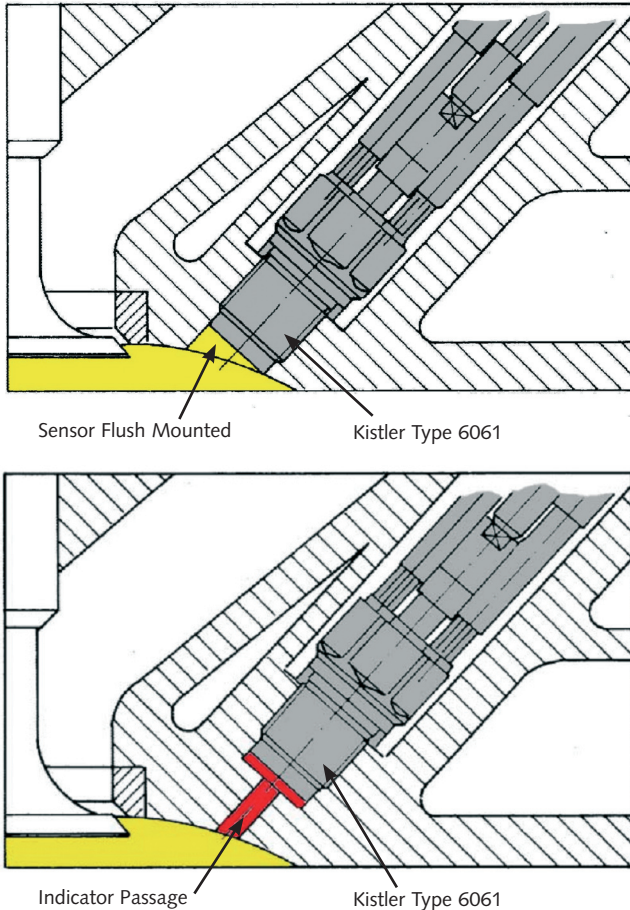 Sensor Flush Mounted
Kistler Type 6061
Indicator Passage
Kistler Type 6061